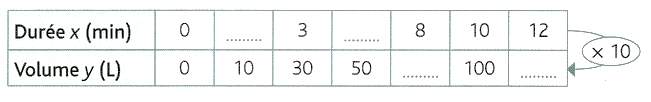 Durée x (min) 0 ........ 3 ........ 8 10 12
× 10
Volume y (L) 0 10 30 50 ........ 100 ........